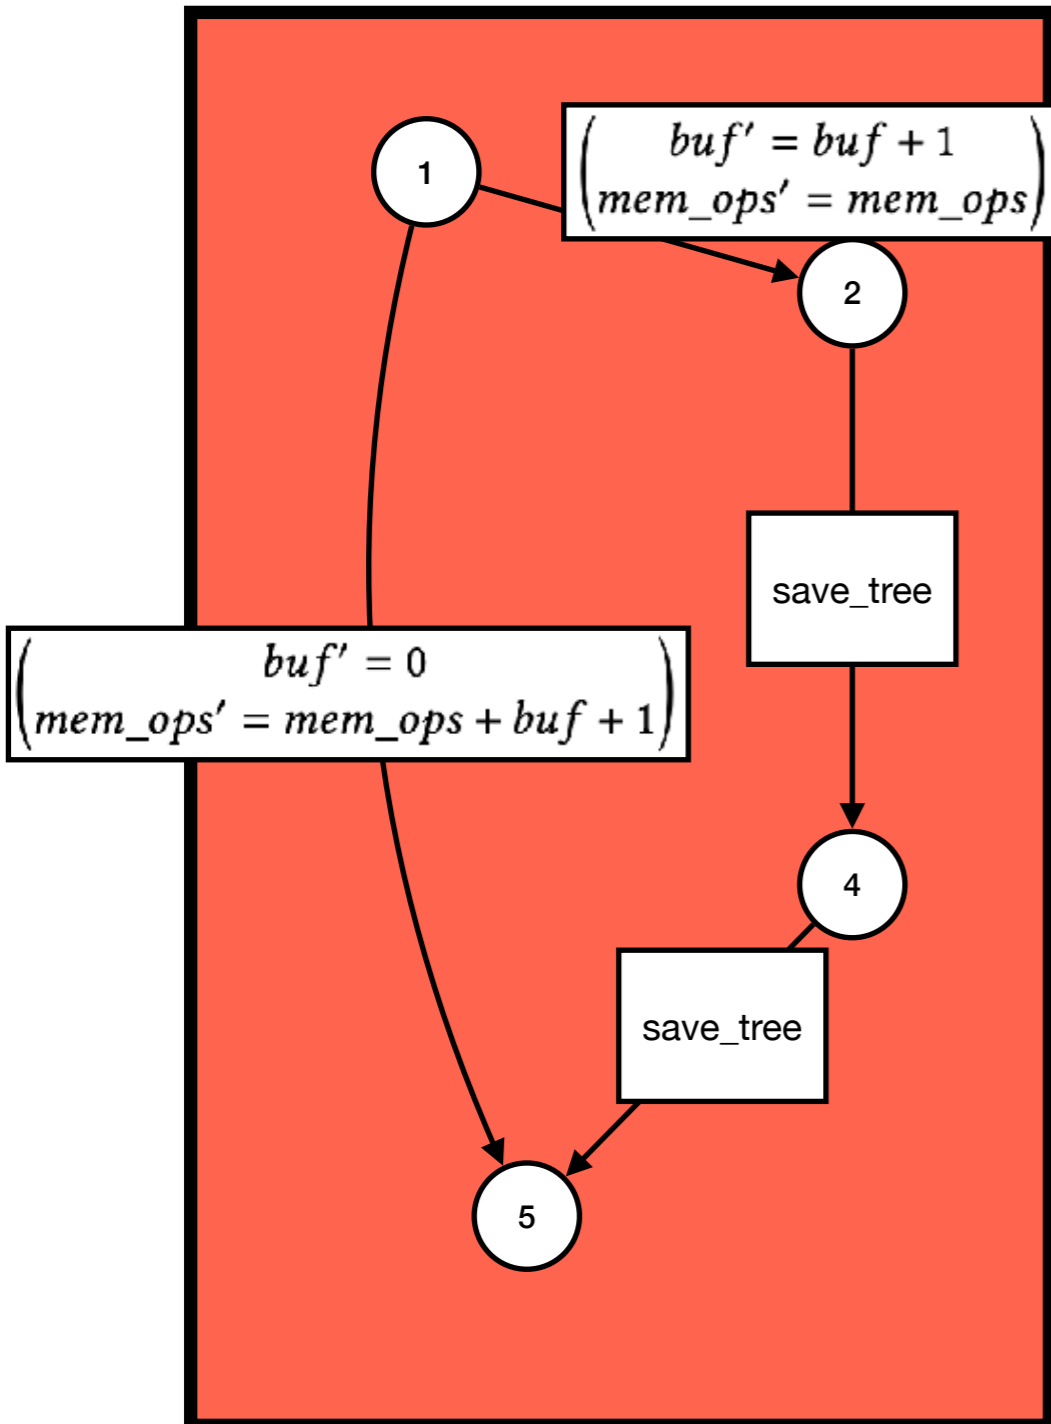 1
buf′ = buf + 1
mem_ops′ = mem_ops
2
save_tree
buf′ = 0
mem_ops′ = mem_ops + buf + 1
4
save_tree
5